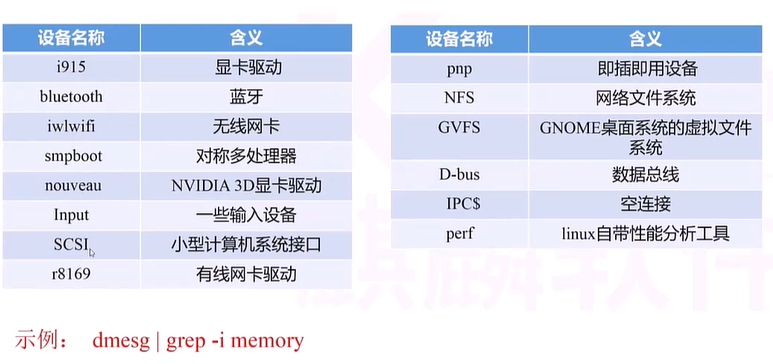 设备名称 含义
i915 显卡驱动
bluetooth 蓝牙
iwlwifi 无线网卡
smpboot 对称多处理器
nouveau NVIDIA 3D显卡驱动
Input 一些输入设备
SCSI 小型计算机系统接口
r8169 有线网卡驱动
设备名称 含义
pnp 即插即用设备
NFS 网络文件系统
GVFS GNOME桌面系统的虚拟文件
系统
D-bus 数据总线
IPC$ 空连接
perf linux自带性能分析工具
麒麟软件
示例： dmesg | grep -i memory